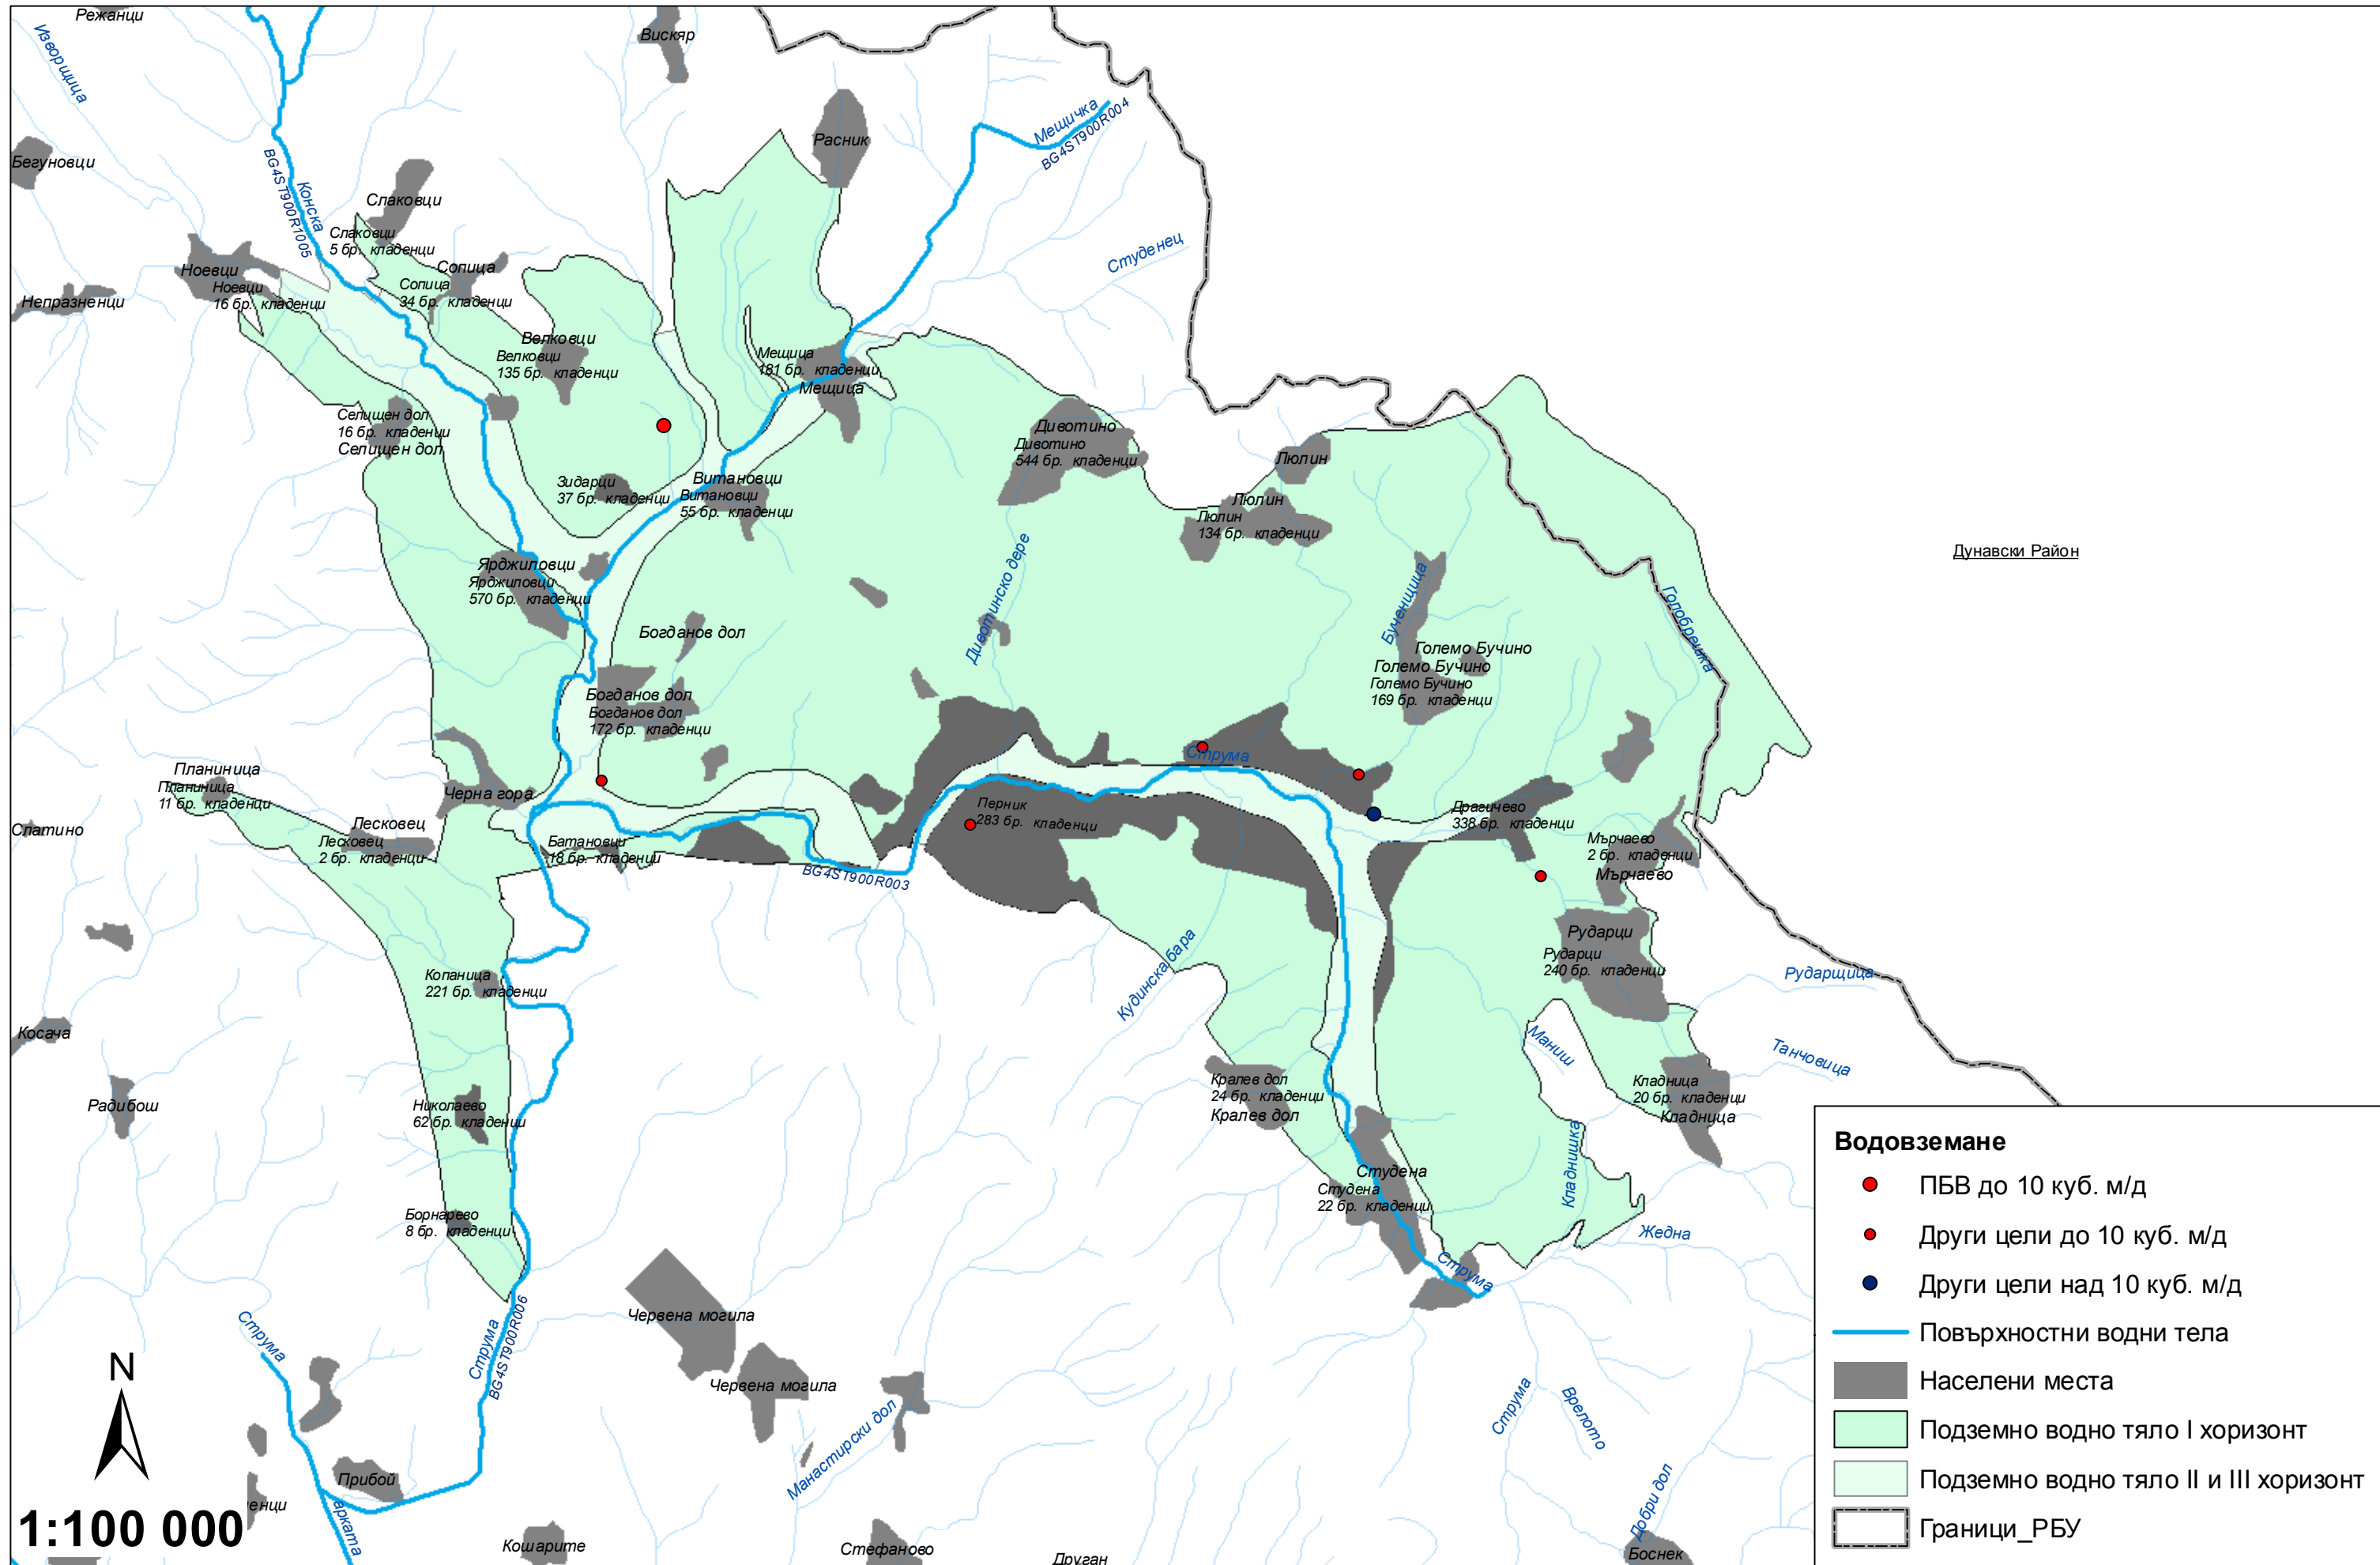 Режанци
Вискяр
Изворщица
Мещичка
BG4ST900R004
Расник
Бегуновци
Конска
BG4ST900R1005
Слаковци
Слаковци
5 бр. кладенци
Студенец
Ноевци
Ноевци
16 бр. кладенци
Сопица
Сопица
34 бр. кладенци
Непразненци
Велковци
Велковци
135 бр. кладенци
Мещица
181 бр. кладенци
Мещица
Селищен дол
16 бр. кладенци
Селищен дол
Дивотино
Дивотино
544 бр. кладенци
Люлин
Зидарци
37 бр. кладенци
Витановци
Витановци
55 бр. кладенци
Люлин
Люлин
134 бр. кладенци
Дунавски Район
Ярджиловци
Ярджиловци
570 бр. кладенци
Дивотинско дере
Бученщица
Голобречка
Богданов дол
Големо Бучино
Големо Бучино
Големо Бучино
169 бр. кладенци
Богданов дол
Богданов дол
172 бр. кладенци
Струма
Планиница
Планиница
11 бр. кладенци
Черна гора
Перник
283 бр. кладенци
Драгичево
338 бр. кладенци
Слатино
Лесковец
Лесковец
2 бр. кладенци
Батановци
18 бр. кладенци
Мърчаево
2 бр. кладенци
Мърчаево
BG4ST900R003
Рударци
Рударци
240 бр. кладенци
Кудинска бара
Рударщица
Копаница
221 бр. кладенци
Косача
Маниш
Танчовица
Радибош
Николаево
62 бр. кладенци
Кралев дол
24 бр. кладенци
Кралев дол
Кладница
20 бр. кладенци
Кладница
Кладнишка
Студена
Студена
22 бр. кладенци
Борнарево
8 бр. кладенци
Жедна
Струма
Червена могила
Струма
Струма
BG4ST900R006
Червена могила
Манастирски дол
Струма
Врелото
Добри дол
Прибой
енци
арката
Кошарите
Стефаново
Друган
Боснек
N
1:100 000
Водовземане
ПБВ до 10 куб. м/д
Други цели до 10 куб. м/д
Други цели над 10 куб. м/д
Повърхностни водни тела
Населени места
Подземно водно тяло I хоризонт
Подземно водно тяло II и III хоризонт
Граници_РБУ